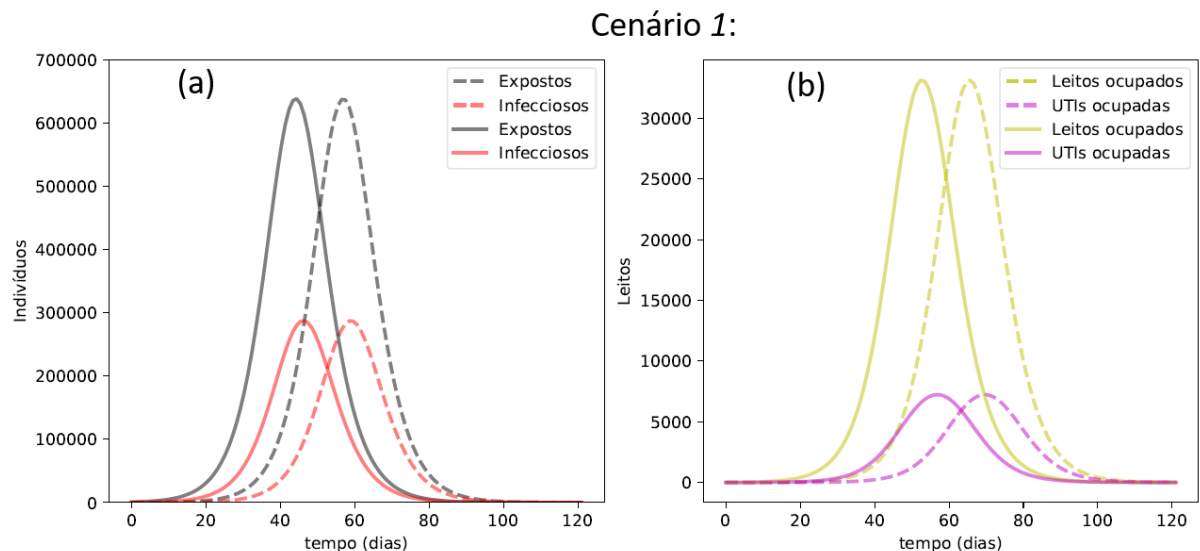 Cenário 1:
(a)
700000
600000
500000
400000
300000
200000
100000
0
Indivíduos
0 20 40 60 80 100 120
tempo (dias)
Expostos
Infecciosos
Expostos
Infecciosos
(b)
30000
25000
20000
15000
10000
5000
0
Leitos
0 20 40 60 80 100 120
tempo (dias)
Leitos ocupados
UTIs ocupadas
Leitos ocupados
UTIs ocupadas